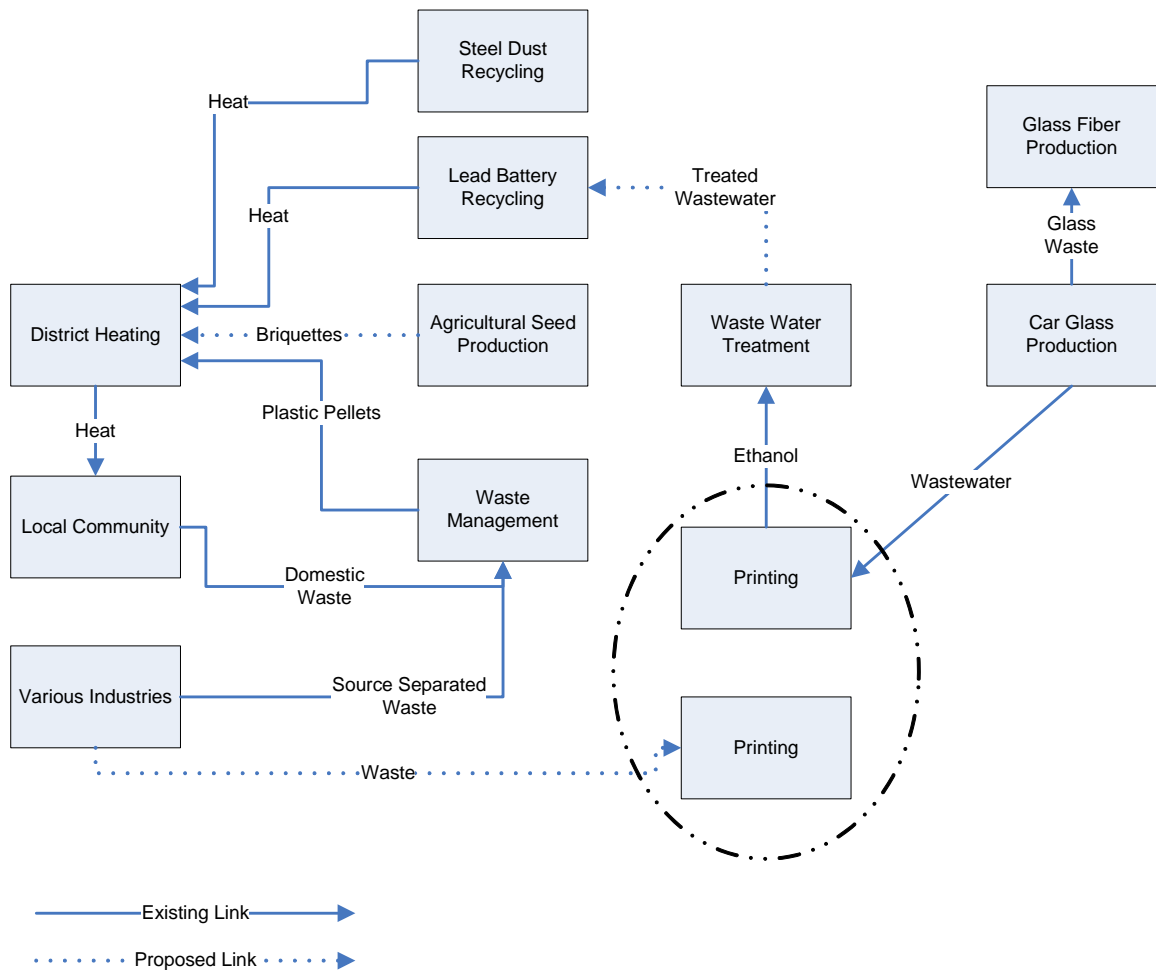 Steel Dust
Recycling
Heat
Glass Fiber
Production
Lead Battery
Recycling
Treated
Wastewater
Heat
Glass
Waste
District Heating
Briquettes
Agricultural Seed
Production
Waste Water
Treatment
Car Glass
Production
Plastic Pellets
Heat
Ethanol
Wastewater
Local Community
Waste
Management
Domestic
Waste
Printing
Various Industries
Source Separated
Waste
Printing
Waste
Existing Link
Proposed Link